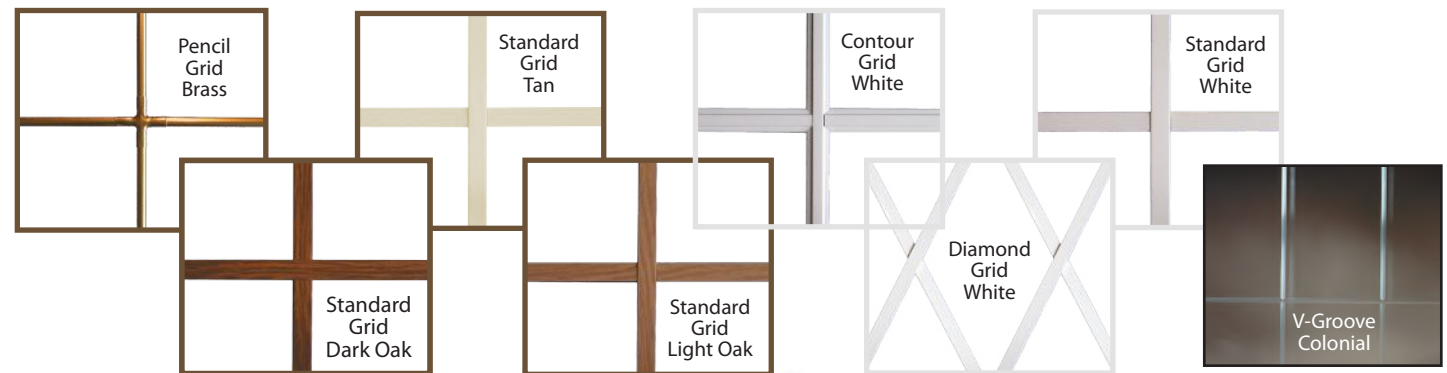 Pencil
Grid
Brass
Standard
Grid
Tan
Contour
Grid
White
Standard
Grid
White
Standard
Grid
Dark Oak
Standard
Grid
Light Oak
Diamond
Grid
White
V-Groove
Colonial